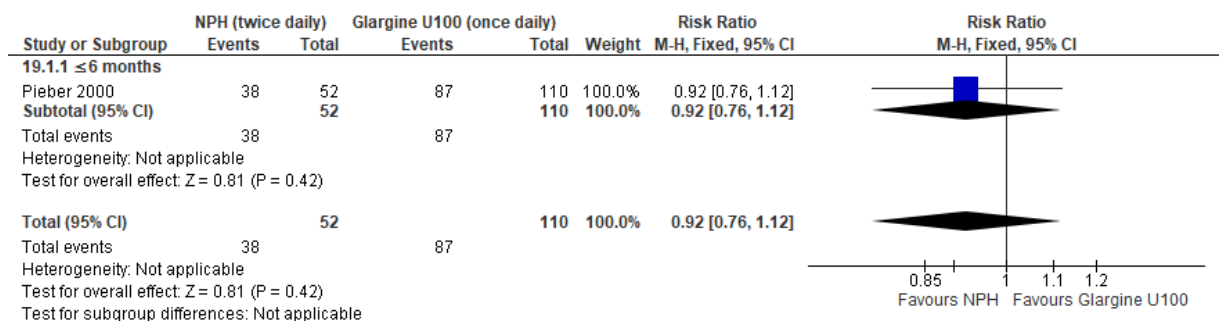 NPH (twice daily) Glargine U100 (once daily) Risk Ratio Risk Ratio
Study or Subgroup Events Total Events Total Weight M-H, Fixed, 95% CI M-H, Fixed, 95% CI
19.1.1 ≤6 months
Pieber 2000 38 52 87 110 100.0% 0.92 [0.76, 1.12]
Subtotal (95% CI) 52 110 100.0% 0.92 [0.76, 1.12]
Total events 38 87
Heterogeneity: Not applicable
Test for overall effect: Z = 0.81 (P = 0.42)
Total (95% CI) 52 110 100.0% 0.92 [0.76, 1.12]
Total events 38 87
Heterogeneity: Not applicable
Test for overall effect: Z = 0.81 (P = 0.42)
Test for subgroup differences: Not applicable
0.85 1 1.1 1.2
Favours NPH Favours Glargine U100